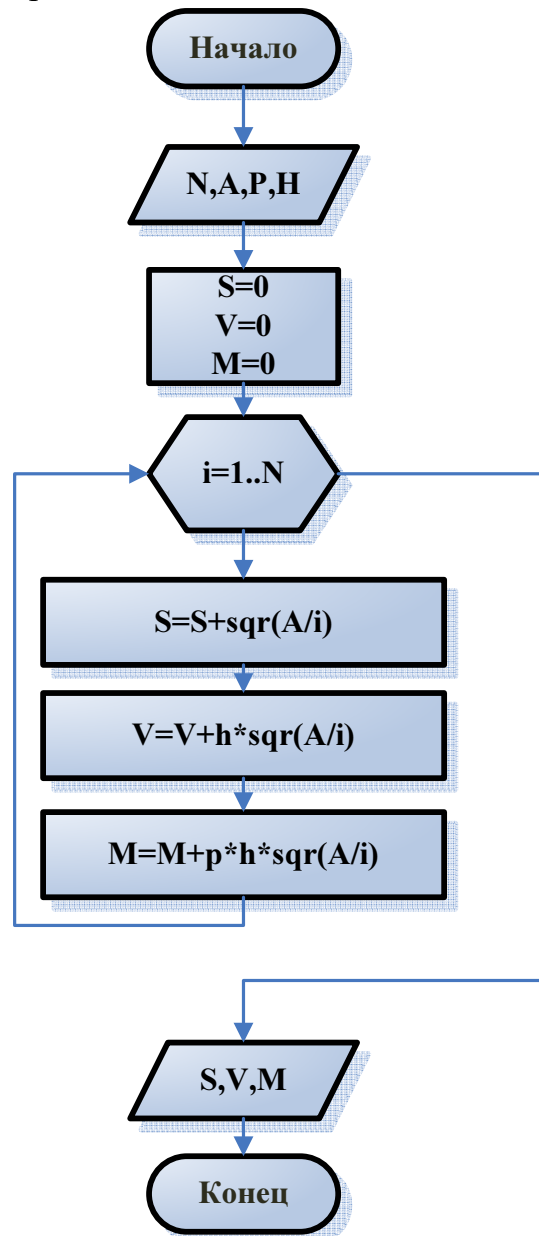 Начало
N,A,P,H
S=0
V=0
M=0
i=1..N
S=S+sqr(A/i)
V=V+h*sqr(A/i)
M=M+p*h*sqr(A/i)
S,V,M
Конец